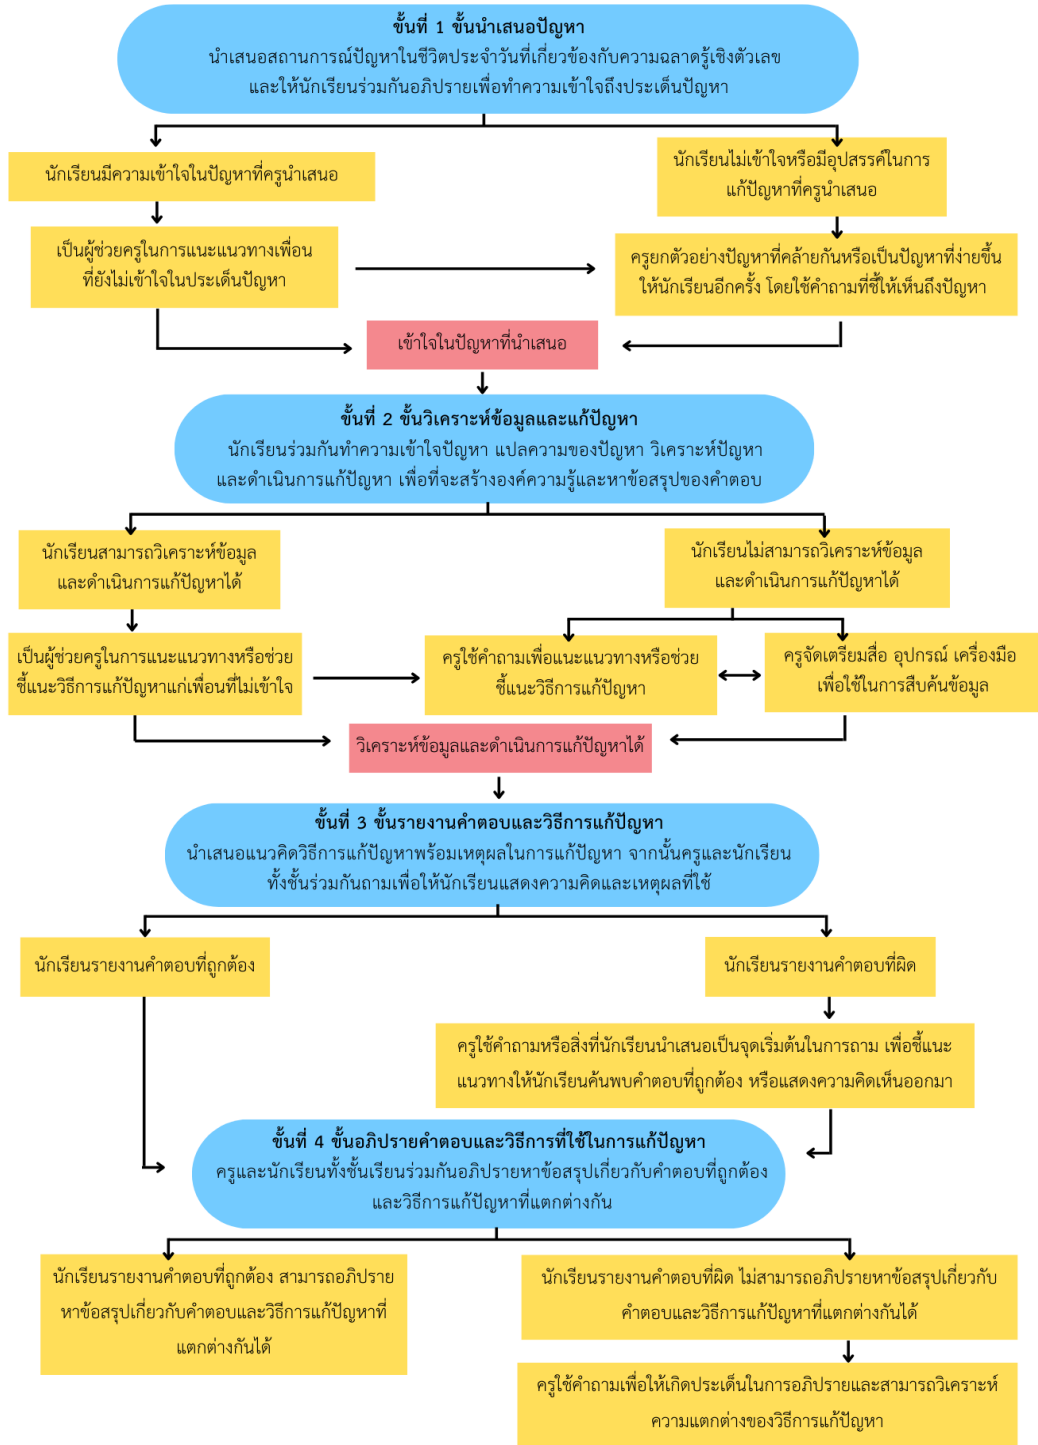 ขั้นที่ 1 ขั้นนำเสนอปัญหา
นำเสนอสถานการณ์ปัญหาในชีวิตประจำวันที่เกี่ยวข้องกับความฉลาดรู้เชิงตัวเลข
และให้นักเรียนร่วมกันอภิปรายเพื่อทำความเข้าใจถึงประเด็นปัญหา
นักเรียนมีความเข้าใจในปัญหาที่ครูนำเสนอ
นักเรียนไม่เข้าใจหรือมีอุปสรรค์ในการ
แก้ปัญหาที่ครูนำเสนอ
เป็นผู้ช่วยครูในการแนะแนวทางเพื่อน
ที่ยังไม่เข้าใจในประเด็นปัญหา
ครูยกตัวอย่างปัญหาที่คล้ายกันหรือเป็นปัญหาที่ง่ายขึ้น
ให้นักเรียนอีกครั้ง โดยใช้คำถามที่ชี้ให้เห็นถึงปัญหา
เข้าใจในปัญหาที่นำเสนอ
ขั้นที่ 2 ขั้นวิเคราะห์ข้อมูลและแก้ปัญหา
นักเรียนร่วมกันทำความเข้าใจปัญหา แปลความของปัญหา วิเคราะห์ปัญหา
และดำเนินการแก้ปัญหา เพื่อที่จะสร้างองค์ความรู้และหาข้อสรุปของคำตอบ
นักเรียนสามารถวิเคราะห์ข้อมูล
และดำเนินการแก้ปัญหาได้
นักเรียนไม่สามารถวิเคราะห์ข้อมูล
และดำเนินการแก้ปัญหาได้
เป็นผู้ช่วยครูในการแนะแนวทางหรือช่วย
ชี้แนะวิธีการแก้ปัญหาแก่เพื่อนที่ไม่เข้าใจ
ครูใช้คำถามเพื่อแนะแนวทางหรือช่วย
ชี้แนะวิธีการแก้ปัญหา
ครูจัดเตรียมสื่อ อุปกรณ์ เครื่องมือ
เพื่อใช้ในการสืบค้นข้อมูล
วิเคราะห์ข้อมูลและดำเนินการแก้ปัญหาได้
ขั้นที่ 3 ขั้นรายงานคำตอบและวิธีการแก้ปัญหา
นำเสนอแนวคิดวิธีการแก้ปัญหาพร้อมเหตุผลในการแก้ปัญหา จากนั้นครูและนักเรียน
ทั้งชั้นร่วมกันถามเพื่อให้นักเรียนแสดงความคิดและเหตุผลที่ใช้
นักเรียนรายงานคำตอบที่ถูกต้อง
นักเรียนรายงานคำตอบที่ผิด
ครูใช้คำถามหรือสิ่งที่นักเรียนนำเสนอเป็นจุดเริ่มต้นในการถาม เพื่อชี้แนะ
แนวทางให้นักเรียนค้นพบคำตอบที่ถูกต้อง หรือแสดงความคิดเห็นออกมา
ขั้นที่ 4 ขั้นอภิปรายคำตอบและวิธีการที่ใช้ในการแก้ปัญหา
ครูและนักเรียนทั้งชั้นเรียนร่วมกันอภิปรายหาข้อสรุปเกี่ยวกับคำตอบที่ถูกต้อง
และวิธีการแก้ปัญหาที่แตกต่างกัน
นักเรียนรายงานคำตอบที่ถูกต้อง สามารถอภิปราย
หาข้อสรุปเกี่ยวกับคำตอบและวิธีการแก้ปัญหาที่
แตกต่างกันได้
นักเรียนรายงานคำตอบที่ผิด ไม่สามารถอภิปรายหาข้อสรุปเกี่ยวกับ
คำตอบและวิธีการแก้ปัญหาที่แตกต่างกันได้
ครูใช้คำถามเพื่อให้เกิดประเด็นในการอภิปรายและสามารถวิเคราะห์
ความแตกต่างของวิธีการแก้ปัญหา